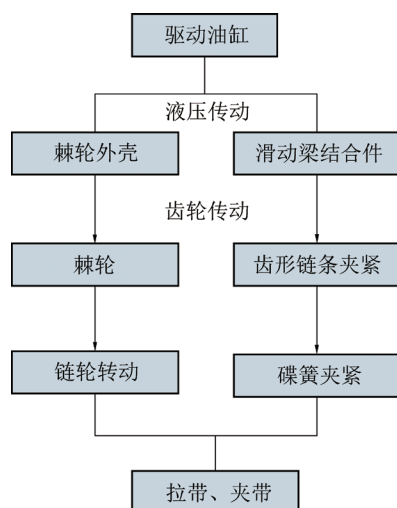 驱动油缸
液压传动
棘轮外壳
滑动梁结合件
齿轮传动
棘轮
齿形链条夹紧
链轮转动
碟簧夹紧
拉带、夹带